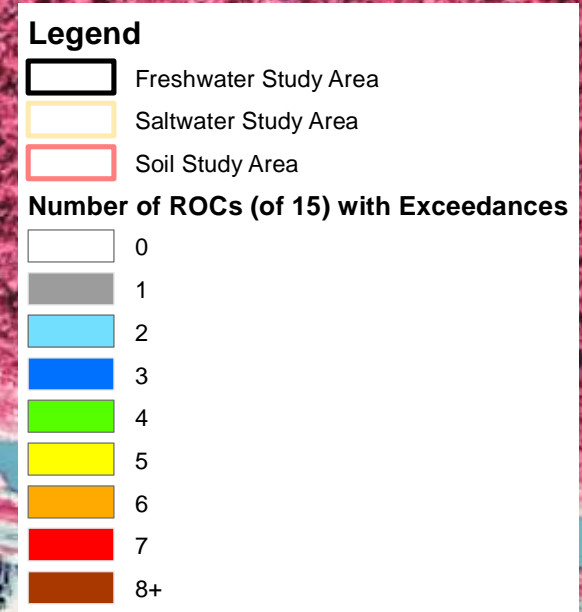 Legend
Freshwater Study Area
Saltwater Study Area
Soil Study Area
Number of ROCs (of 15) with Exceedances
0
1
2
3
4
5
6
7
8+